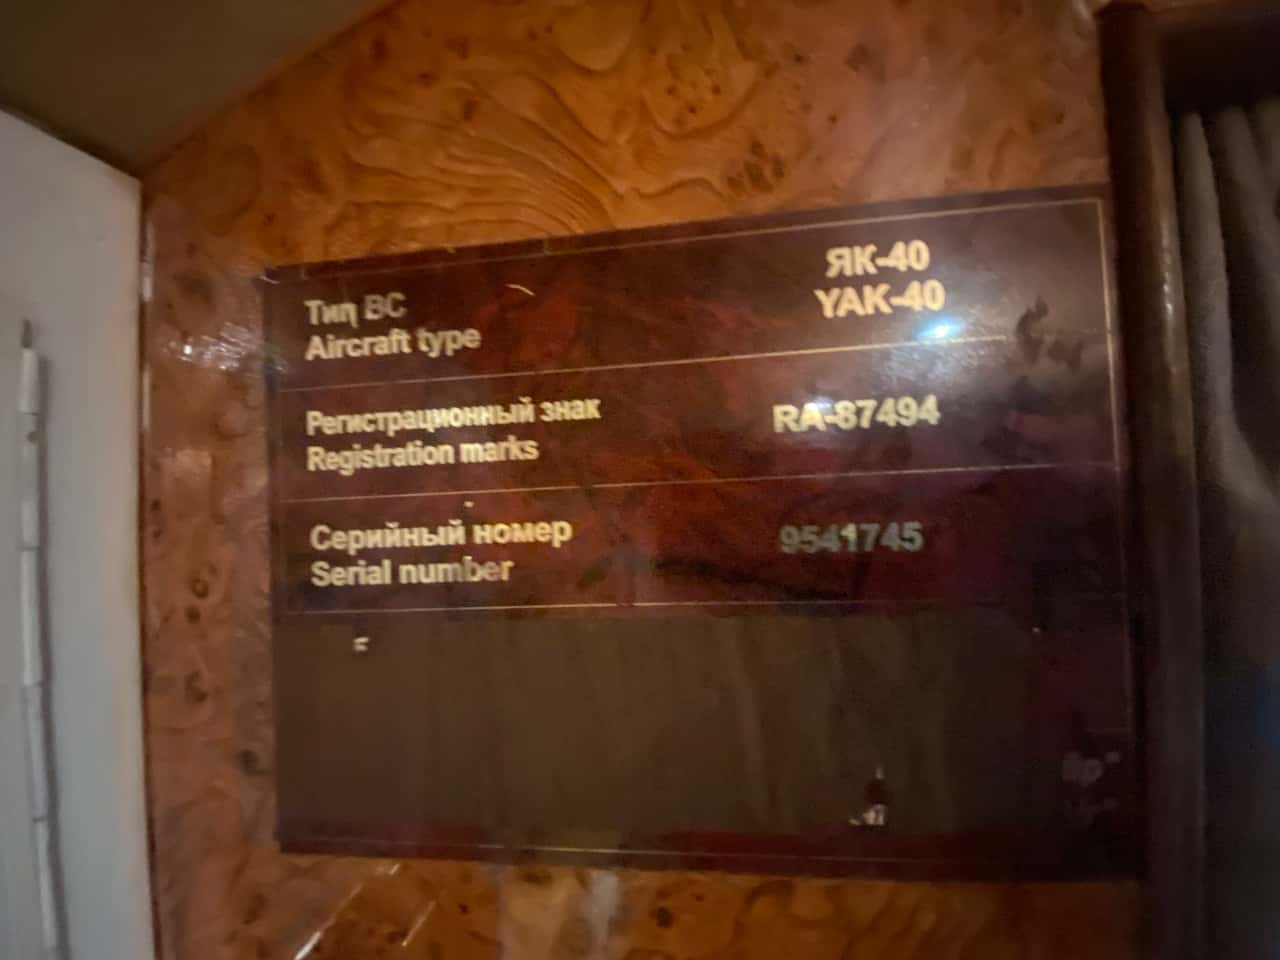 Тип ВС
Aircraft type
ЯК-40
YAK-40
Регистрационный знак
Registration marks
RA-87494
Серийный номер
Serial number
9541745